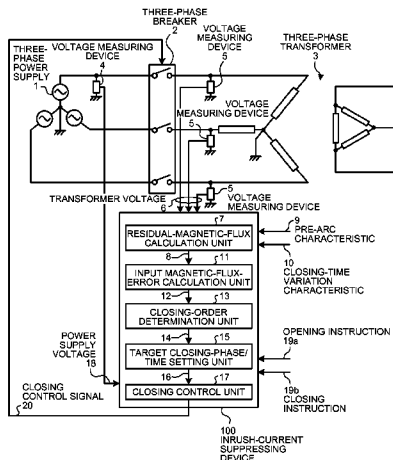 THREE-PHASE
BREAKER
2
VOLTAGE MEASURING
DEVICE
4
VOLTAGE
MEASURING
DEVICE
5
THREE-PHASE
TRANSFORMER
3
THREE-
PHASE
POWER
SUPPLY
1
VOLTAGE
MEASURING DEVICE
5
TRANSFORMER VOLTAGE
6
5
VOLTAGE
MEASURING DEVICE
7
RESIDUAL-MAGNETIC-FLUX
CALCULATION UNIT
9
PRE-ARC
CHARACTERISTIC
8
11
INPUT MAGNETIC-FLUX-
ERROR CALCULATION UNIT
10
CLOSING-TIME
VARIATION
CHARACTERISTIC
12
13
CLOSING-ORDER
DETERMINATION UNIT
14
15
TARGET CLOSING-PHASE/
TIME SETTING UNIT
OPENING INSTRUCTION
19a
POWER
SUPPLY
VOLTAGE
18
16
17
CLOSING CONTROL UNIT
19b
CLOSING
INSTRUCTION
CLOSING
CONTROL SIGNAL
20
100
INRUSH-CURRENT
SUPPRESSING
DEVICE